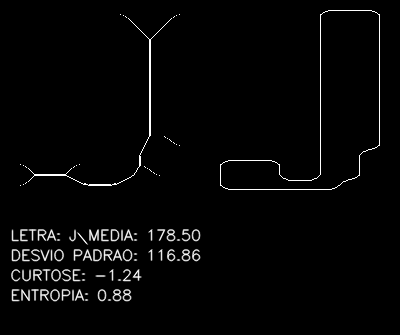 LETRA: J\MEDIA: 178.50
DESVIO PADRAO: 116.86
CURTOSE: -1.24
ENTROPIA: 0.88